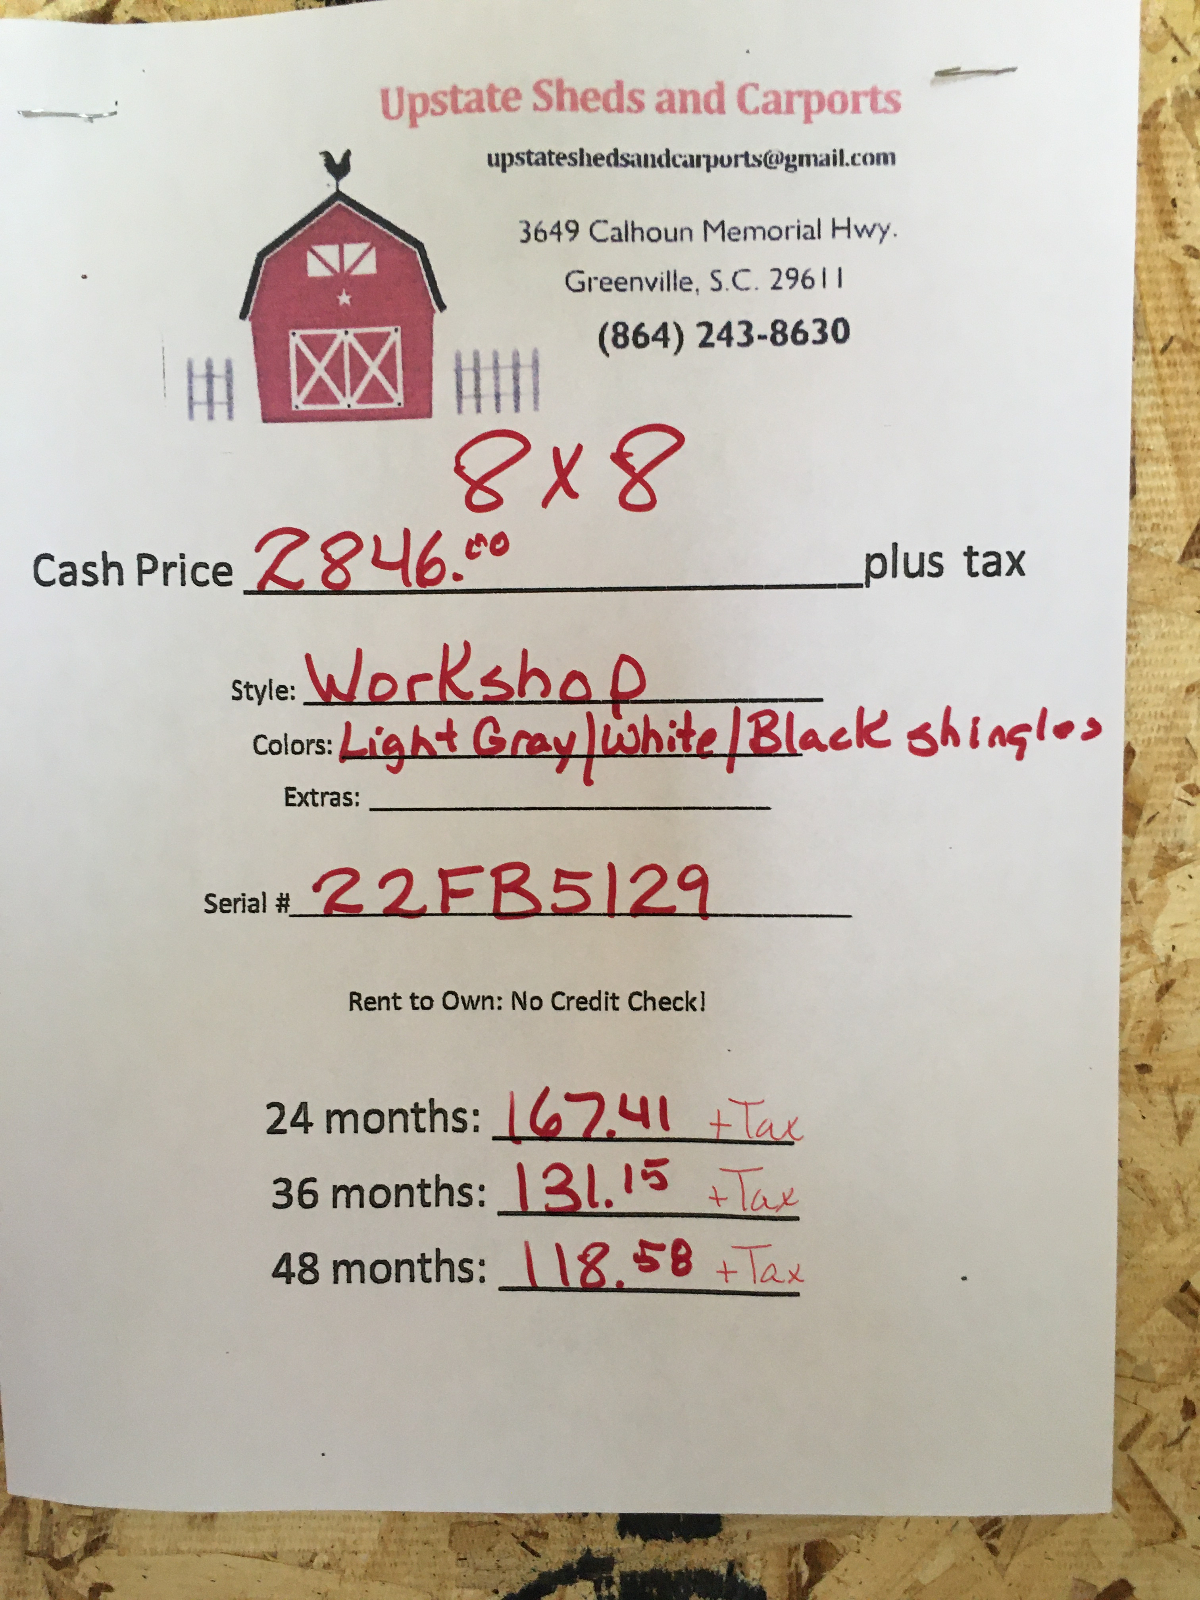 Upstate Sheds and Carports
upstateshedsandcarports@gmail.com
3649 Calhoun Memorial Hwy.
Greenville, S.C. 29611
(864) 243-8630
8 x 8
Cash Price 2846.00 plus tax
Style: Workshop
Colors: Light Gray/White/Black shingles
Extras:
Serial # 22FB5129
Rent to Own: No Credit Check!
24 months: 167.41 +Tax
36 months: 131.15 +Tax
48 months: 118.58 +Tax